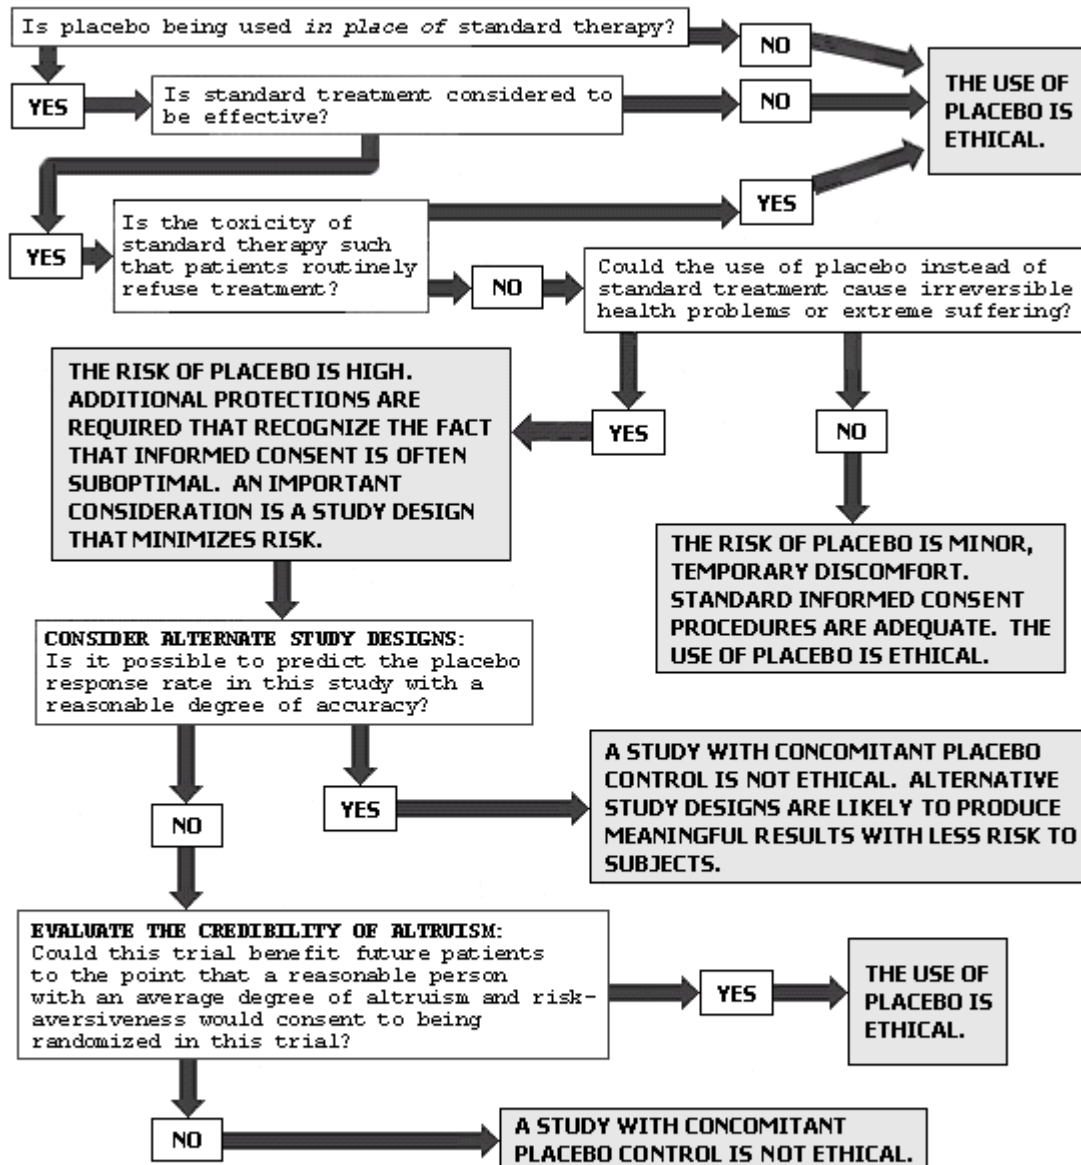 Is placebo being used in place of standard therapy?
NO
THE USE OF
PLACEBO IS
ETHICAL.
YES
Is standard treatment considered to
be effective?
NO
YES
Is the toxicity of
standard therapy such
that patients routinely
refuse treatment?
YES
NO
Could the use of placebo instead of
standard treatment cause irreversible
health problems or extreme suffering?
THE RISK OF PLACEBO IS HIGH.
ADDITIONAL PROTECTIONS ARE
REQUIRED THAT RECOGNIZE THE FACT
THAT INFORMED CONSENT IS OFTEN
SUBOPTIMAL. AN IMPORTANT
CONSIDERATION IS A STUDY DESIGN
THAT MINIMIZES RISK.
YES
NO
THE RISK OF PLACEBO IS MINOR,
TEMPORARY DISCOMFORT.
STANDARD INFORMED CONSENT
PROCEDURES ARE ADEQUATE. THE
USE OF PLACEBO IS ETHICAL.
CONSIDER ALTERNATE STUDY DESIGNS:
Is it possible to predict the placebo
response rate in this study with a
reasonable degree of accuracy?
NO
YES
A STUDY WITH CONCOMITANT PLACEBO
CONTROL IS NOT ETHICAL. ALTERNATIVE
STUDY DESIGNS ARE LIKELY TO PRODUCE
MEANINGFUL RESULTS WITH LESS RISK TO
SUBJECTS.
EVALUATE THE CREDIBILITY OF ALTRUISM:
Could this trial benefit future patients
to the point that a reasonable person
with an average degree of altruism and risk-
aversiveness would consent to being
randomized in this trial?
YES
THE USE OF
PLACEBO IS
ETHICAL.
NO
A STUDY WITH CONCOMITANT
PLACEBO CONTROL IS NOT ETHICAL.